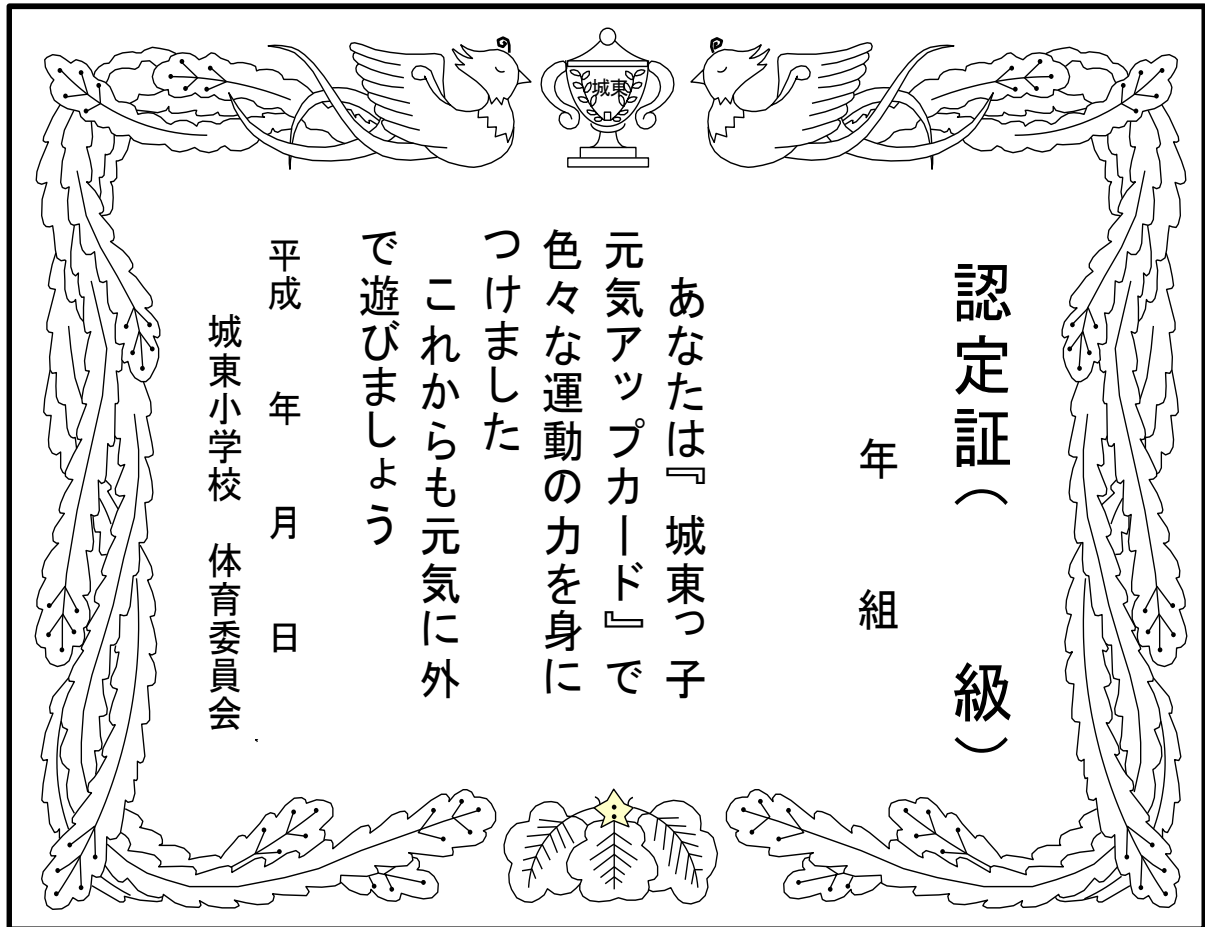 城東
認定証（　　級）
年　　組
あなたは『城東っ子
元気アップカード』で
色々な運動の力を身に
つけました
これからも元気に外
で遊びましょう
平成　　年　　月　　日
城東小学校　体育委員会